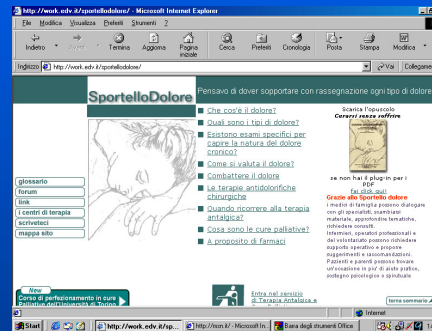 http://work.edv.it/sportellodolore/ - Microsoft Internet Explorer
File Modifica Visualizza Preferiti Strumenti ?
Indietro Avanti Termina Aggiorna Pagina iniziale Cerca Preferiti Cronologia Posta Stampa Modifica
Indirizzo http://work.edv.it/sportellodolore/ Vai Collegamenti
SportelloDolore
Pensavo di dover sopportare con rassegnazione ogni tipo di dolore
Che cos'è il dolore?
Quali sono i tipi di dolore?
Esistono esami specifici per
capire la natura del dolore
cronico?
Come si valuta il dolore?
Combattere il dolore
Le terapie antidolorifiche
chirurgiche
Quando ricorrere alla terapia
antalgica?
Cosa sono le cure palliative?
A proposito di farmaci
Scarica l'opuscolo
Curarsi senza soffrire
se non hai il plug-in per i
PDF
fai click qui!
Grazie allo Sportello dolore
i medici di famiglia possono dialogare
con gli specialisti, scambiarsi
materiale, approfondire tematiche,
richiedere consulti.
Infermieri, operatori professionali e
del volontariato possono richiedere
supporto operativo e proporre
suggerimenti e raccomandazioni.
Pazienti e parenti possono trovare
un'occasione in piu' di aiuto pratico,
sostegno psicologico o spirituale
glossario
forum
link
i centri di terapia
scriveteci
mappa sito
New
Corso di perfezionamento in cure
Palliative dell'Università di Torino
Entra nel servizio
di Terapia Antalgica e
torna sommario
Internet
Start http://work.edv.it/sp... http://nsn.it/ - Microsoft In... Barra degli strumenti Office